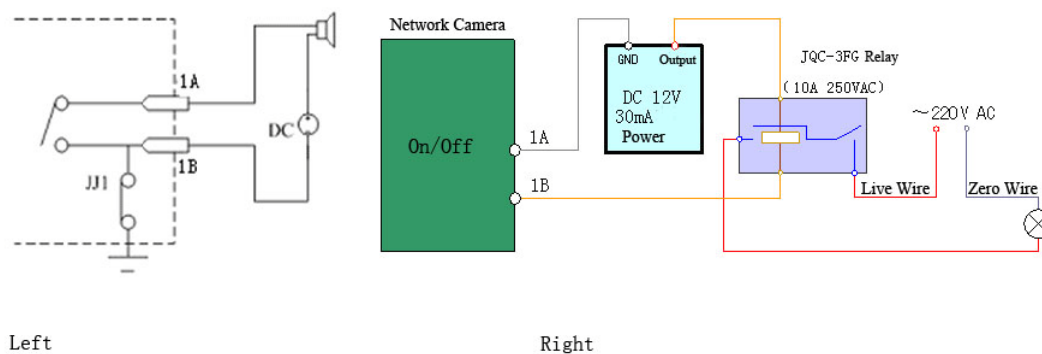 1A
1B
DC
JJ1
Network Camera
On/Off
1A
1B
GND Output
DC 12V
30mA
Power
JQC-3FG Relay
(10A 250VAC)
～220V AC
Live Wire
Zero Wire
Left
Right